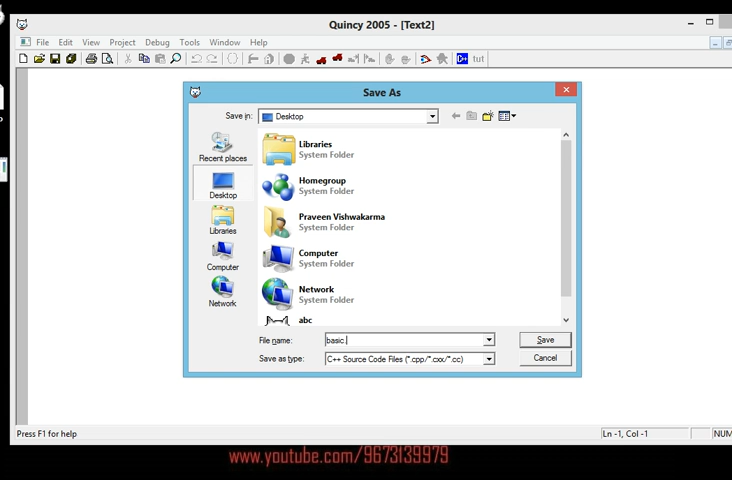 Quincy 2005 - [Text2]
File Edit View Project Debug Tools Window Help
D+ tut
Save As
Save in: Desktop
Recent places
Desktop
Libraries
Computer
Network
Libraries
System Folder
Homegroup
System Folder
Praveen Vishwakarma
System Folder
Computer
System Folder
Network
System Folder
abc
File name: basic
Save
Save as type: C++ Source Code Files (*.cpp/*.cxx/*.cc)
Cancel
Press F1 for help
Ln -1, Col -1
NUM
www.youtube.com/9673139979